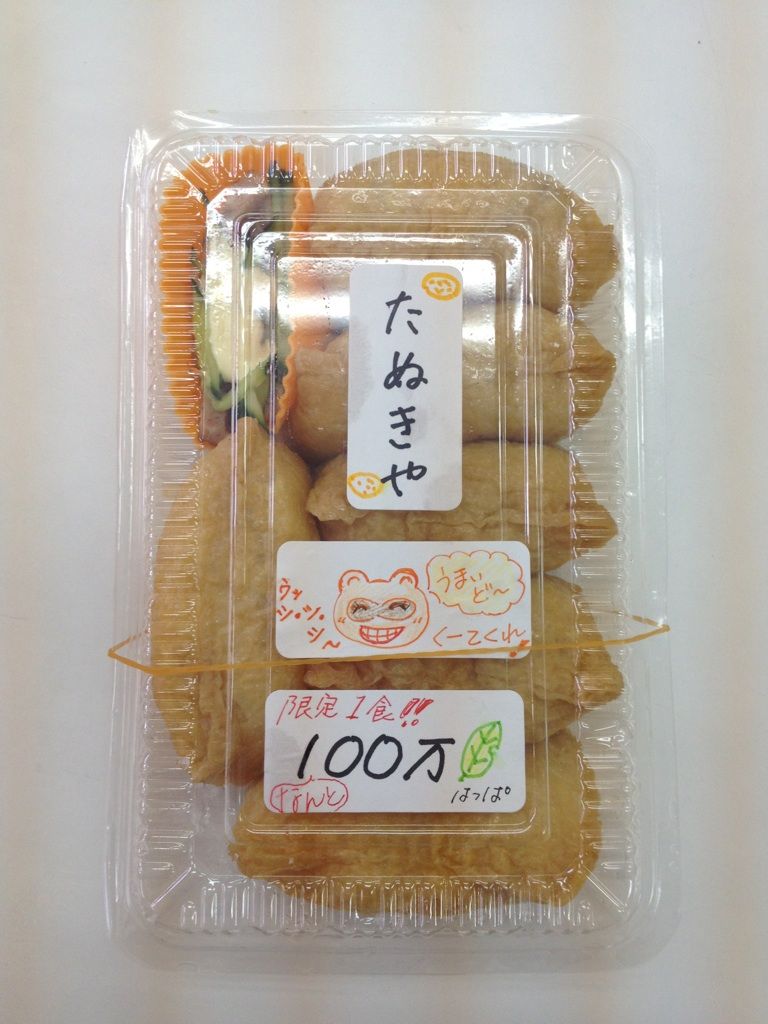 たぬきや
うまい
ど〜
ウッ
シ・ツ・
シ〜
くーてくれ
限定1食!!
100万
なんと
はっぱ